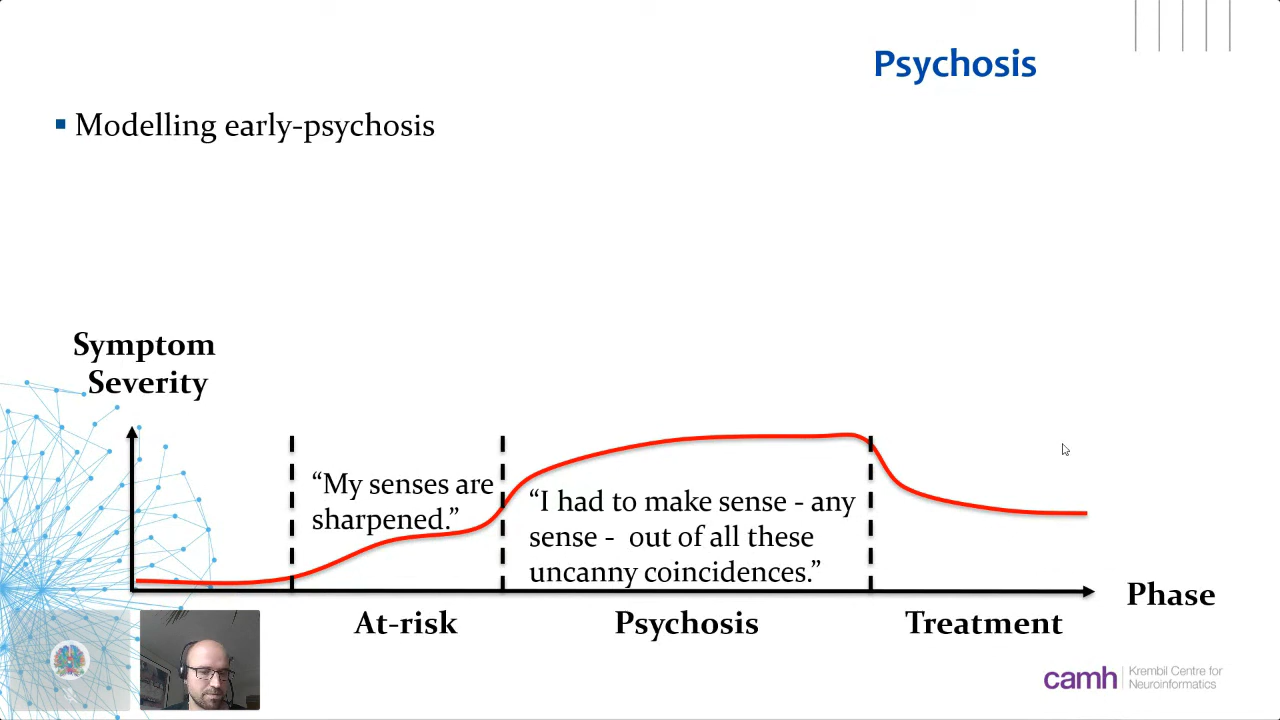 Psychosis
▪ Modelling early-psychosis
Symptom
Severity
“My senses are
sharpened.”
“I had to make sense - any
sense - out of all these
uncanny coincidences.”
Phase
At-risk
Psychosis
Treatment
camh
Krembil Centre for
Neuroinformatics